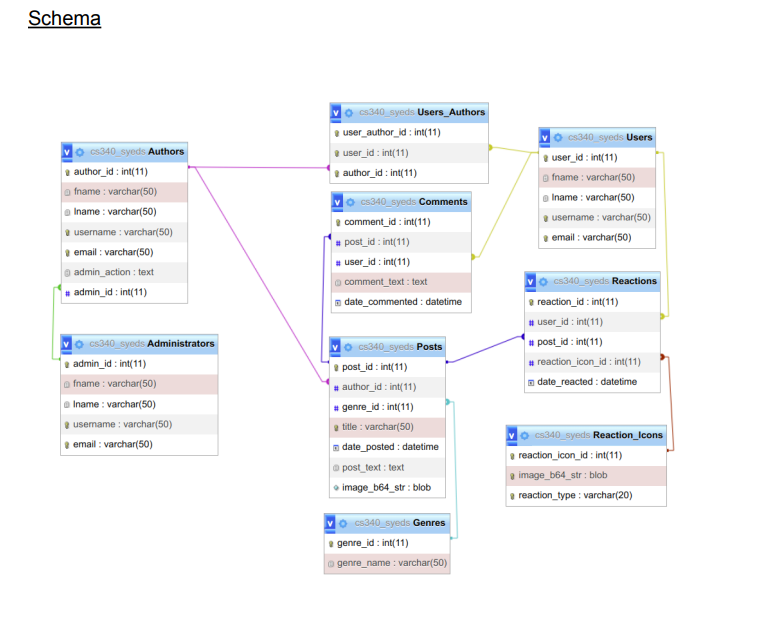 Schema
v cs340_syeds Users_Authors
user_author_id : int(11)
user_id : int(11)
author_id : int(11)
v cs340_syeds Users
user_id : int(11)
fname : varchar(50)
lname : varchar(50)
username : varchar(50)
email : varchar(50)
v cs340_syeds Authors
author_id : int(11)
fname : varchar(50)
lname : varchar(50)
username : varchar(50)
email : varchar(50)
admin_action : text
admin_id : int(11)
v cs340_syeds Comments
comment_id : int(11)
post_id : int(11)
user_id : int(11)
comment_text : text
date_commented : datetime
v cs340_syeds Reactions
reaction_id : int(11)
user_id : int(11)
post_id : int(11)
reaction_icon_id : int(11)
date_reacted : datetime
v cs340_syeds Administrators
admin_id : int(11)
fname : varchar(50)
lname : varchar(50)
username : varchar(50)
email : varchar(50)
v cs340_syeds Posts
post_id : int(11)
author_id : int(11)
genre_id : int(11)
title : varchar(50)
date_posted : datetime
post_text : text
image_b64_str : blob
v cs340_syeds Reaction_Icons
reaction_icon_id : int(11)
image_b64_str : blob
reaction_type : varchar(20)
v cs340_syeds Genres
genre_id : int(11)
genre_name : varchar(50)